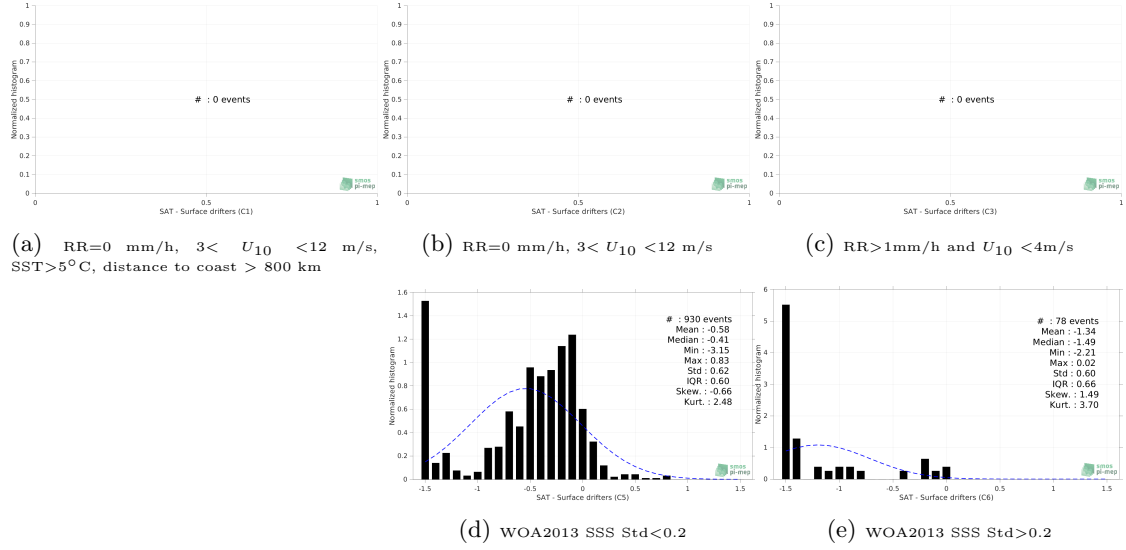 Normalized histogram
1
0.9
0.8
0.7
0.6
0.5
0.4
0.3
0.2
0.1
0
# : 0 events
smos
pi-mep
0 0.5 1
SAT - Surface drifters (C1)
(a) RR=0 mm/h, 3< U10 <12 m/s,
SST>5°C, distance to coast > 800 km
Normalized histogram
1
0.9
0.8
0.7
0.6
0.5
0.4
0.3
0.2
0.1
0
# : 0 events
smos
pi-mep
0 0.5 1
SAT - Surface drifters (C2)
(b) RR=0 mm/h, 3< U10 <12 m/s
Normalized histogram
1
0.9
0.8
0.7
0.6
0.5
0.4
0.3
0.2
0.1
0
# : 0 events
smos
pi-mep
0 0.5 1
SAT - Surface drifters (C3)
(c) RR>1mm/h and U10 <4m/s
Normalized histogram
1.6
1.4
1.2
1
0.8
0.6
0.4
0.2
0
# : 930 events
Mean : -0.58
Median : -0.41
Min : -3.15
Max : 0.83
Std : 0.62
IQR : 0.60
Skew. : -0.66
Kurt. : 2.48
smos
pi-mep
-1.5 -1 -0.5 0 0.5 1 1.5
SAT - Surface drifters (C5)
(d) WOA2013 SSS Std<0.2
Normalized histogram
6
5
4
3
2
1
0
# : 78 events
Mean : -1.34
Median : -1.49
Min : -2.21
Max : 0.02
Std : 0.60
IQR : 0.66
Skew. : 1.49
Kurt. : 3.70
smos
pi-mep
-1.5 -1 -0.5 0 0.5 1 1.5
SAT - Surface drifters (C6)
(e) WOA2013 SSS Std>0.2